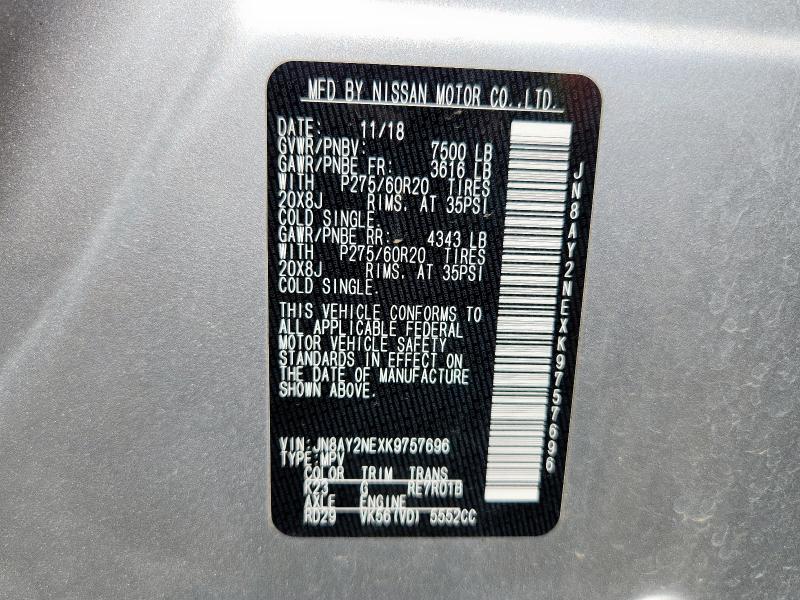 MFD BY NISSAN MOTOR CO.,LTD.
DATE: 11/18
GVWR/PNBV: 7500 LB
GAWR/PNBE FR: 3616 LB
WITH P275/60R20 TIRES
20X8J RIMS. AT 35PSI
COLD SINGLE.
GAWR/PNBE RR: 4343 LB
WITH P275/60R20 TIRES
20X8J RIMS. AT 35PSI
COLD SINGLE.
THIS VEHICLE CONFORMS TO
ALL APPLICABLE FEDERAL
MOTOR VEHICLE SAFETY
STANDARDS IN EFFECT ON
THE DATE OF MANUFACTURE
SHOWN ABOVE.
VIN:JN8AY2NEXK9757696
TYPE:MPV
COLOR TRIM TRANS
K23 G RE7R01B
AXLE ENGINE
RD29 VK56(VD) 5552CC
JN8AY2NEXK9757696